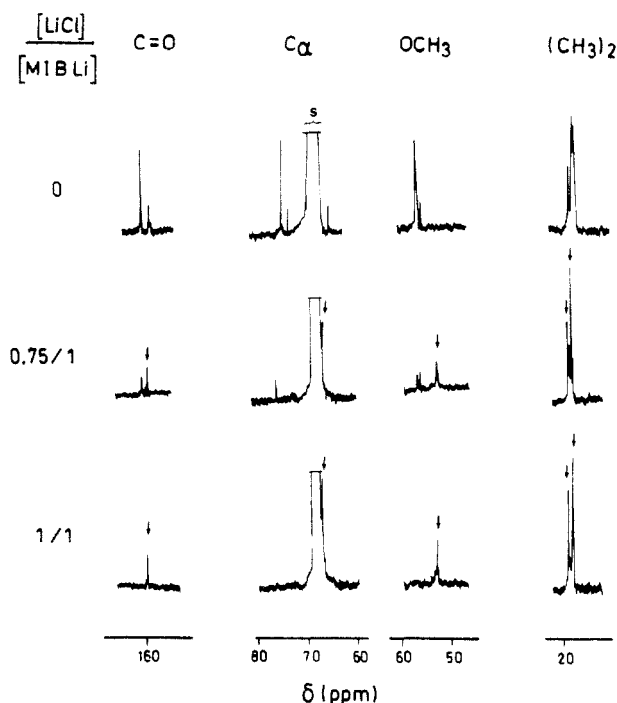 [LiCl]
[MIBLi]
C=O
Cα
OCH3
(CH3)2
s
0
0.75/1
1/1
160
80
70
60
60
50
20
δ (ppm)